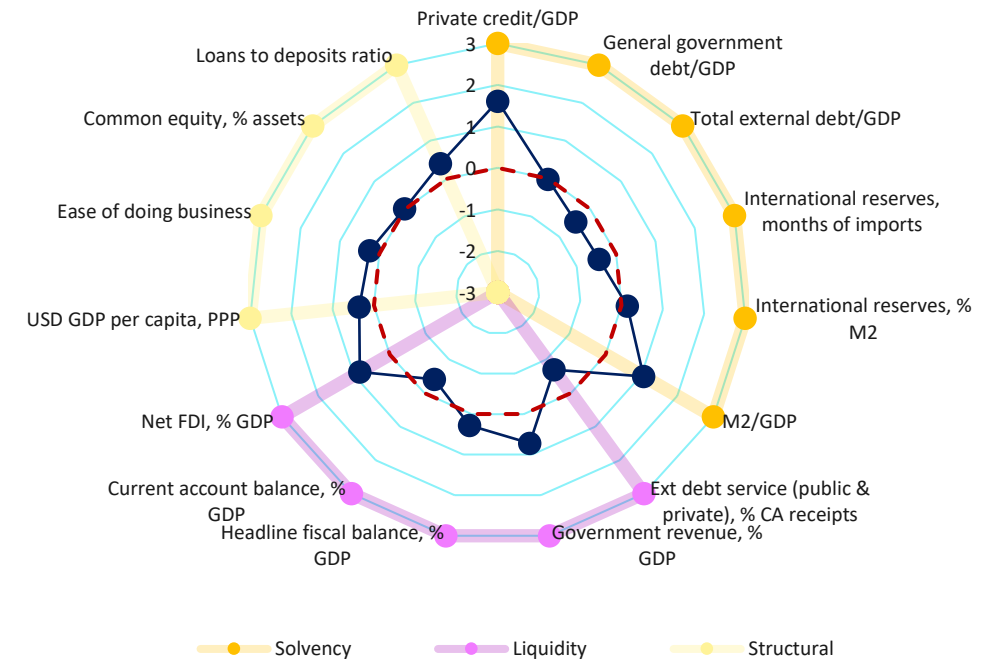 Private credit/GDP
General government
debt/GDP
Total external debt/GDP
International reserves,
months of imports
International reserves, %
M2
M2/GDP
Ext debt service (public &
private), % CA receipts
Government revenue, %
GDP
Headline fiscal balance, %
GDP
Current account balance, %
GDP
Net FDI, % GDP
USD GDP per capita, PPP
Ease of doing business
Common equity, % assets
Loans to deposits ratio
3
2
1
0
-1
-2
-3
Solvency
Liquidity
Structural